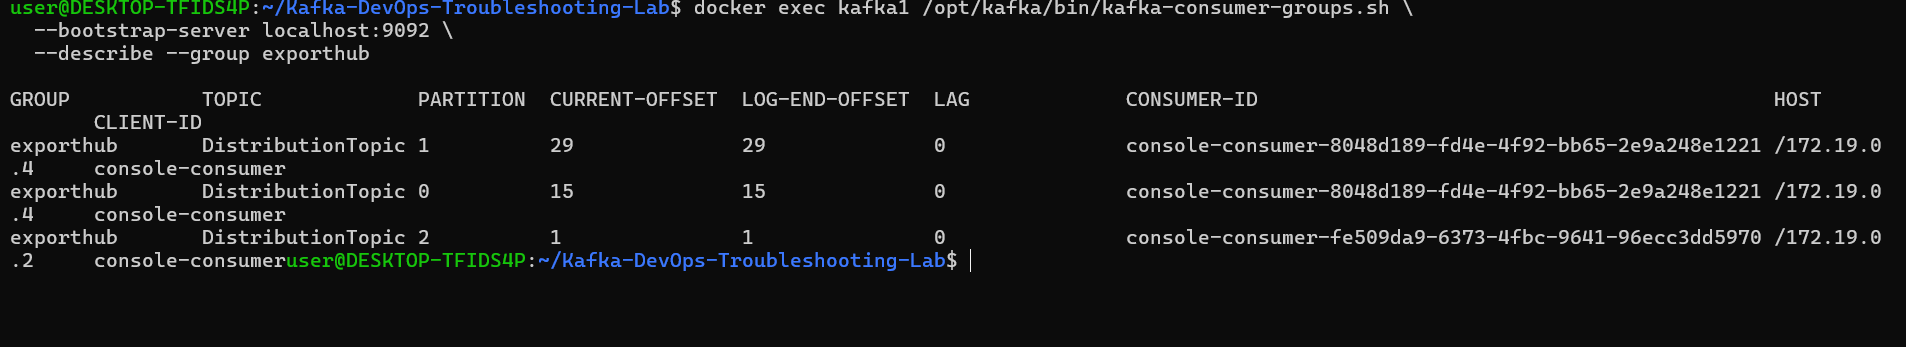 user@DESKTOP-TFIDS4P:~/Kafka-DevOps-Troubleshooting-Lab$ docker exec kafka1 /opt/kafka/bin/kafka-consumer-groups.sh \
  --bootstrap-server localhost:9092 \
  --describe --group exporthub
GROUP           TOPIC             PARTITION  CURRENT-OFFSET  LOG-END-OFFSET  LAG             CONSUMER-ID                                           HOST
       CLIENT-ID
exporthub       DistributionTopic 1          29              29              0               console-consumer-8048d189-fd4e-4f92-bb65-2e9a248e1221 /172.19.0
.4     console-consumer
exporthub       DistributionTopic 0          15              15              0               console-consumer-8048d189-fd4e-4f92-bb65-2e9a248e1221 /172.19.0
.4     console-consumer
exporthub       DistributionTopic 2          1               1               0               console-consumer-fe509da9-6373-4fbc-9641-96ecc3dd5970 /172.19.0
.2     console-consumeruser@DESKTOP-TFIDS4P:~/Kafka-DevOps-Troubleshooting-Lab$